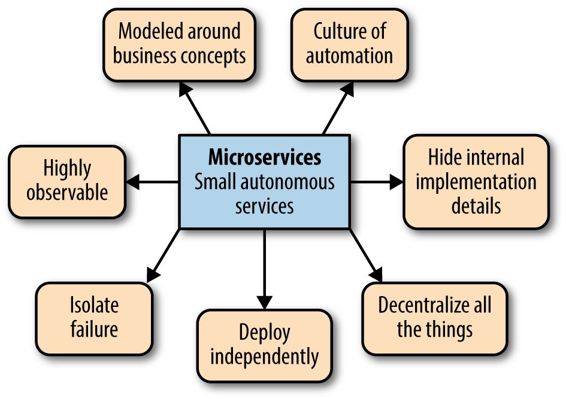 Modeled around
business concepts
Culture of
automation
Highly
observable
Microservices
Small autonomous
services
Hide internal
implementation
details
Isolate
failure
Deploy
independently
Decentralize all
the things